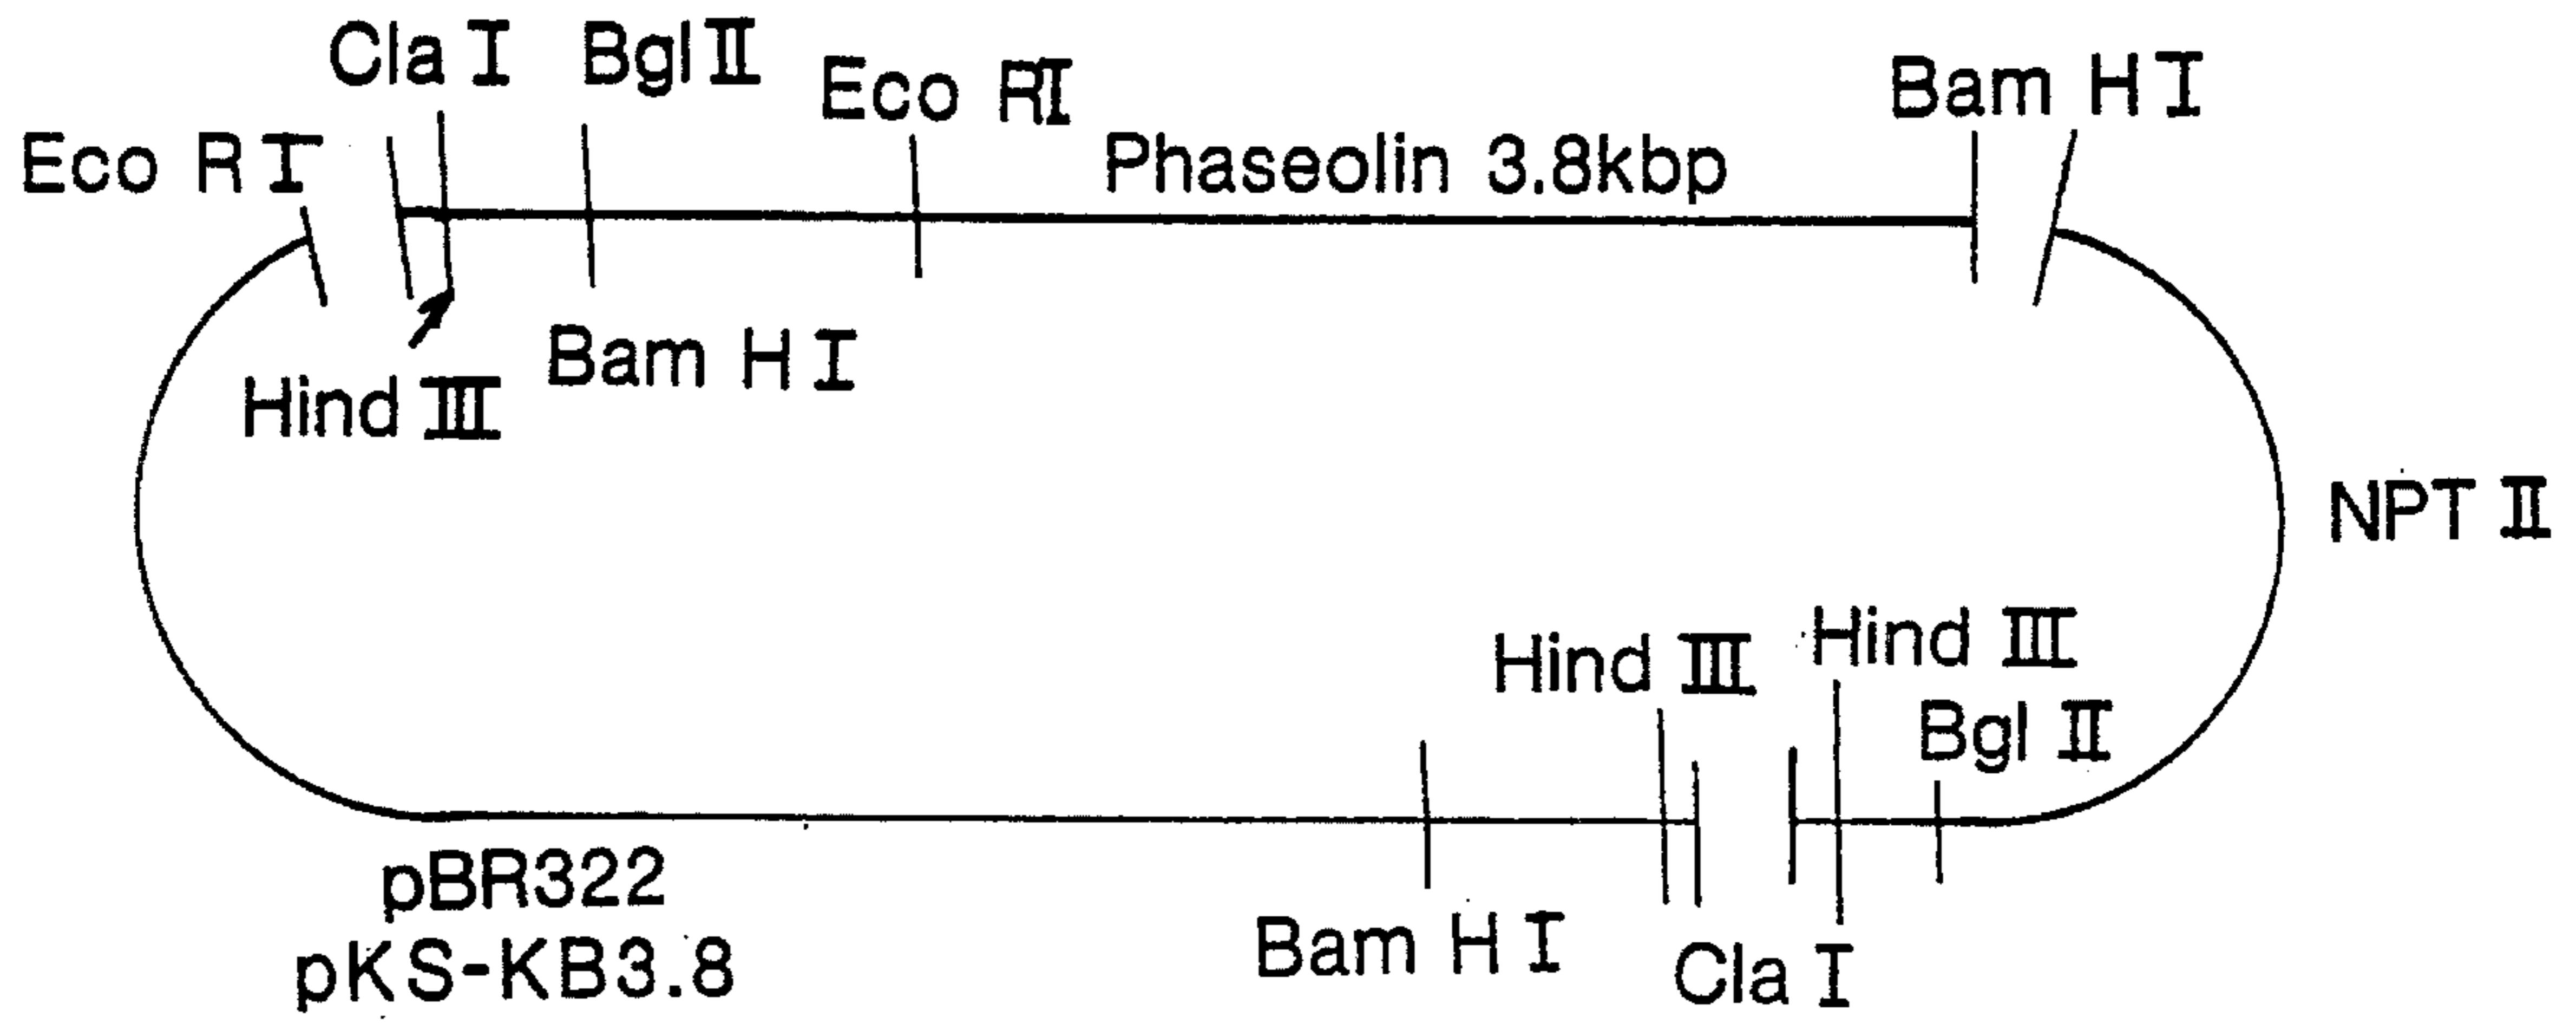 Cla I
Bgl II
Eco RI
Bam H I
Eco R I
Phaseolin 3.8kbp
Hind III
Bam H I
NPT II
Hind III
Hind III
Bgl II
pBR322
pKS-KB3.8
Bam H I
Cla I